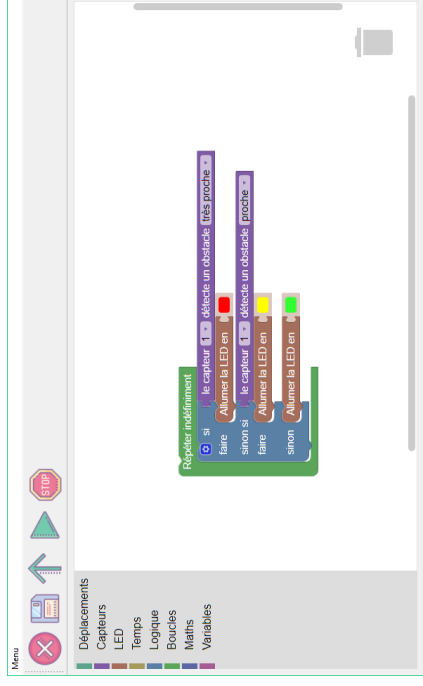 Menu
STOP
Déplacements
Capteurs
LED
Temps
Logique
Boucles
Maths
Variables
Répéter indéfiniment
si le capteur 1 détecte un obstacle très proche
faire Allumer la LED en
sinon si le capteur 1 détecte un obstacle proche
faire Allumer la LED en
sinon Allumer la LED en